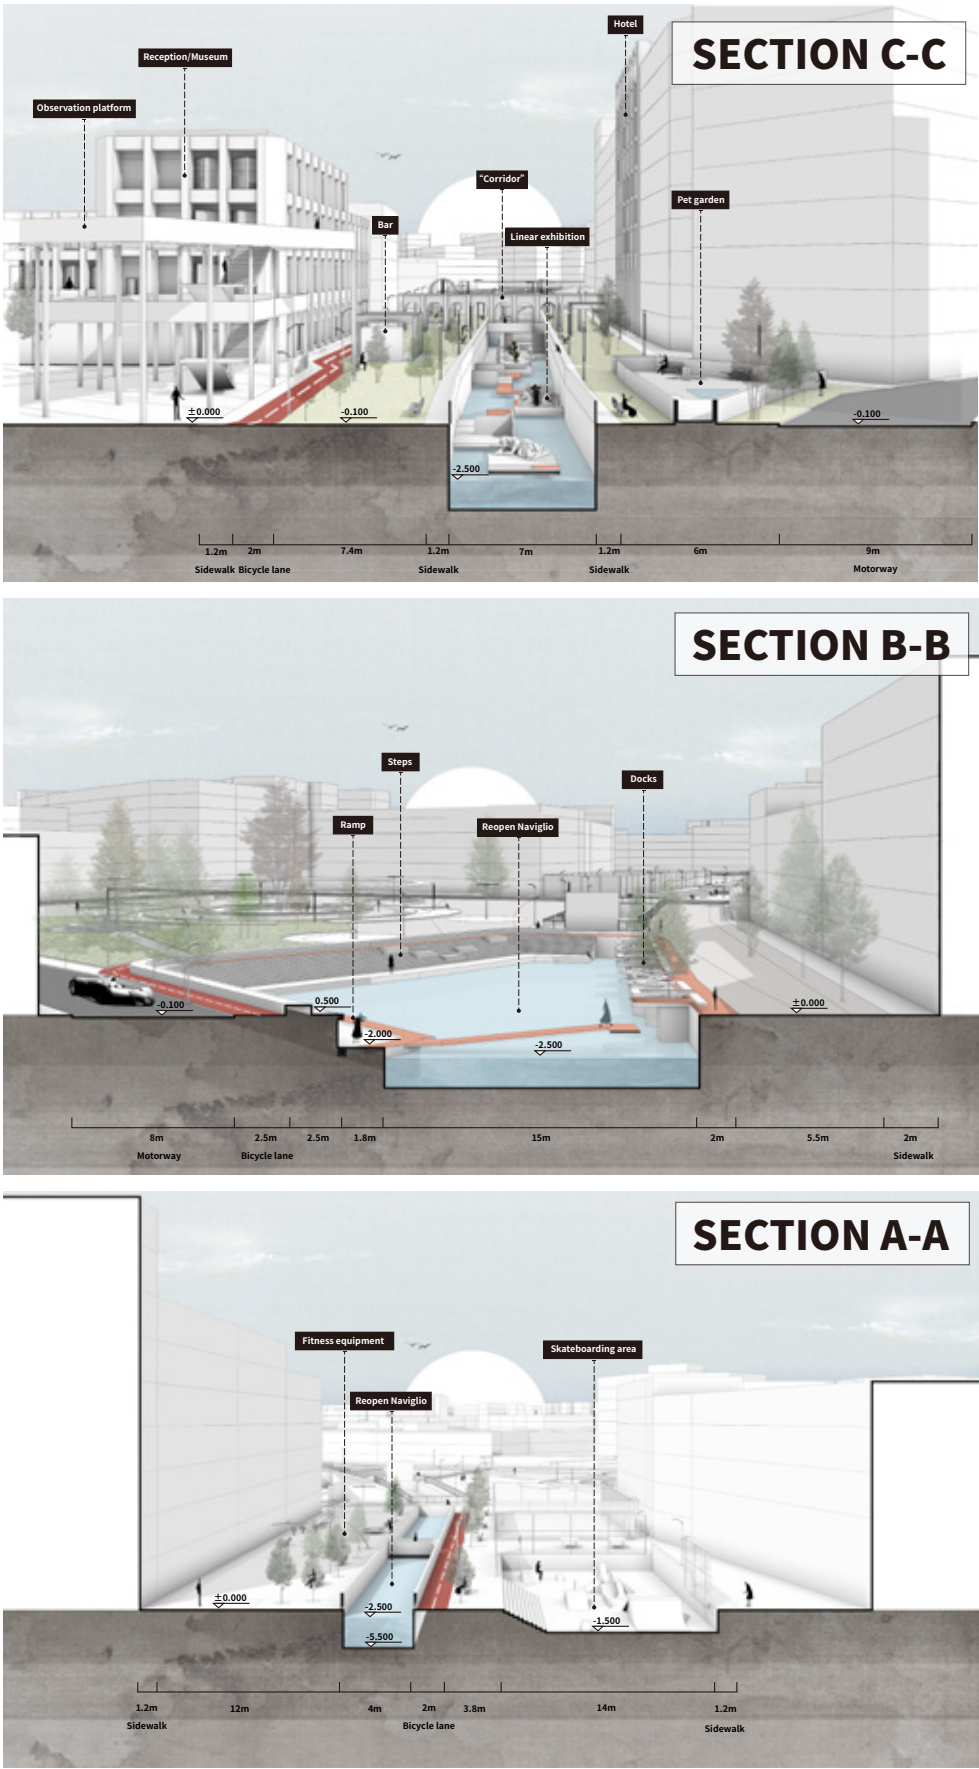 SECTION C-C
Hotel
Reception/Museum
Observation platform
"Corridor"
Pet garden
Bar
Linear exhibition
±0.000
-0.100
-0.100
-2.500
1.2m 2m 7.4m 1.2m 7m 1.2m 6m 9m
Sidewalk Bicycle lane Sidewalk Sidewalk Motorway
SECTION B-B
Steps
Docks
Ramp
Reopen Naviglio
-0.100
0.500
±0.000
-2.000
-2.500
8m 2.5m 2.5m 1.8m 15m 2m 5.5m 2m
Motorway Bicycle lane Sidewalk
SECTION A-A
Fitness equipment
Skateboarding area
Reopen Naviglio
±0.000
-2.500
-1.500
-5.500
1.2m 12m 4m 2m 3.8m 14m 1.2m
Sidewalk Bicycle lane Sidewalk